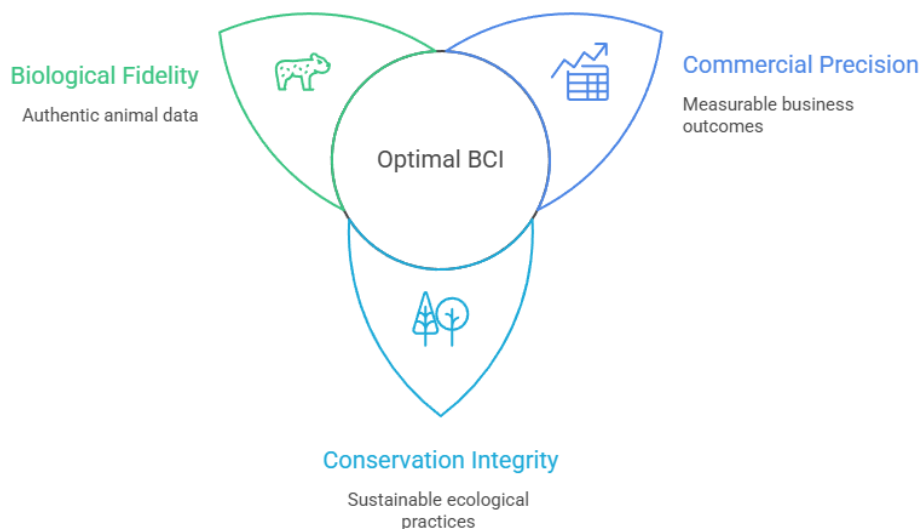 Biological Fidelity
Authentic animal data
Commercial Precision
Measurable business
outcomes
Optimal BCI
Conservation Integrity
Sustainable ecological
practices